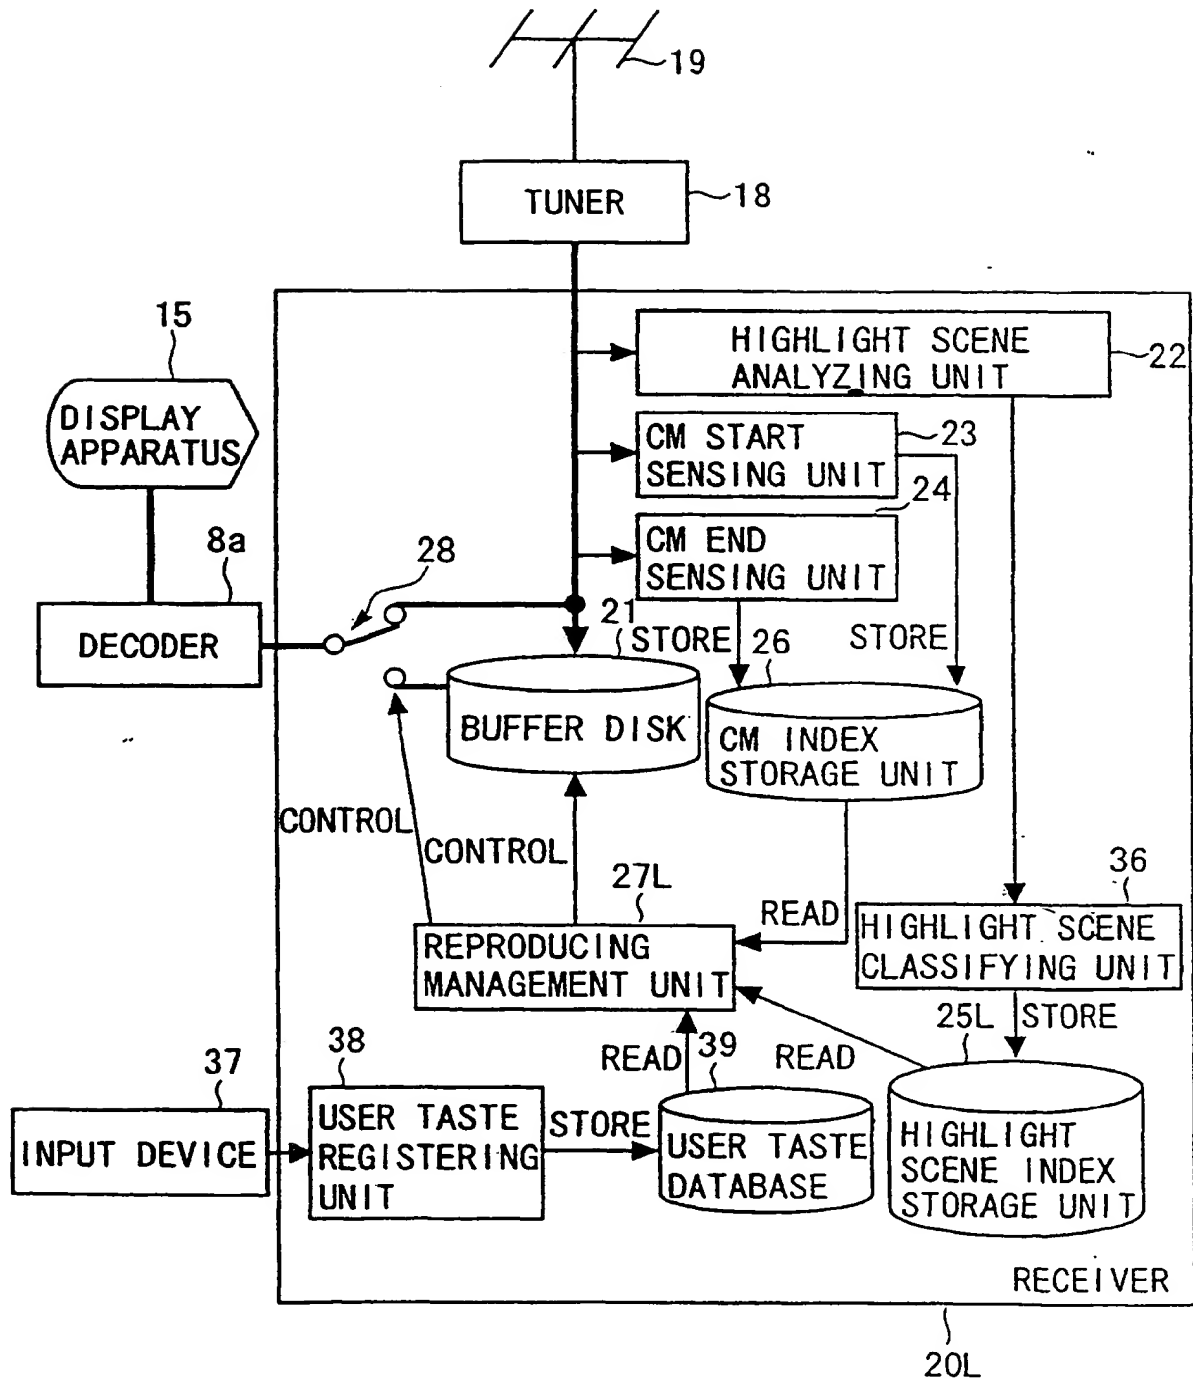 19
TUNER
18
15
HIGHLIGHT SCENE
ANALYZING UNIT
22
DISPLAY
APPARATUS
CM START
SENSING UNIT
23
24
8a
28
CM END
SENSING UNIT
DECODER
21
STORE
26
STORE
BUFFER DISK
CM INDEX
STORAGE UNIT
CONTROL
CONTROL
27L
READ
36
REPRODUCING
MANAGEMENT UNIT
HIGHLIGHT SCENE
CLASSIFYING UNIT
25L
STORE
37
38
READ
39
READ
INPUT DEVICE
USER TASTE
REGISTERING
UNIT
STORE
USER TASTE
DATABASE
HIGHLIGHT
SCENE INDEX
STORAGE UNIT
RECEIVER
20L